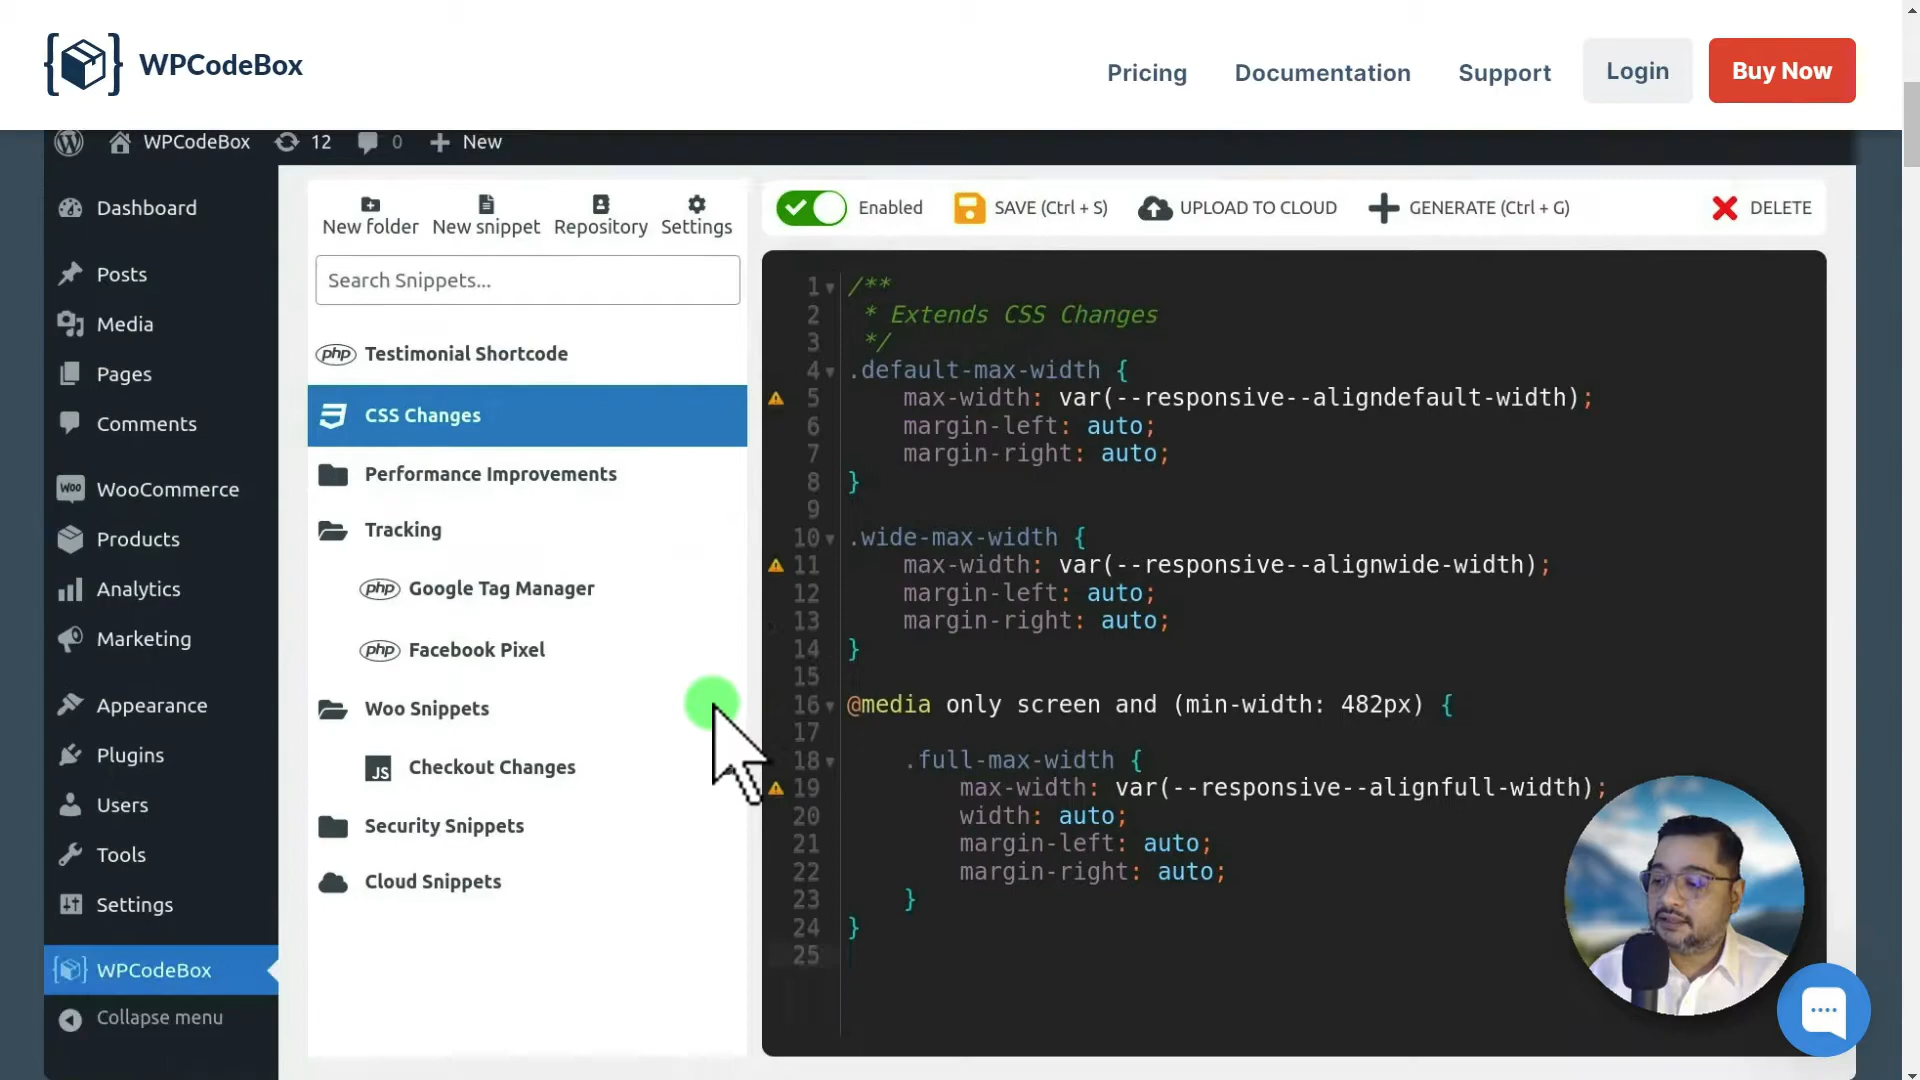 WPCodeBox
Pricing
Documentation
Support
Login
Buy Now
WPCodeBox
12
0
New
Dashboard
Posts
Media
Pages
Comments
Woo
WooCommerce
Products
Analytics
Marketing
Appearance
Plugins
Users
Tools
Settings
WPCodeBox
Collapse menu
New folder
New snippet
Repository
Settings
Search Snippets...
php Testimonial Shortcode
CSS Changes
Performance Improvements
Tracking
php Google Tag Manager
php Facebook Pixel
Woo Snippets
JS Checkout Changes
Security Snippets
Cloud Snippets
Enabled
SAVE (Ctrl + S)
UPLOAD TO CLOUD
GENERATE (Ctrl + G)
DELETE
1 /**
2 * Extends CSS Changes
3 */
4 .default-max-width {
5 max-width: var(--responsive--aligndefault-width);
6 margin-left: auto;
7 margin-right: auto;
8 }
9
10 .wide-max-width {
11 max-width: var(--responsive--alignwide-width);
12 margin-left: auto;
13 margin-right: auto;
14 }
15
16 @media only screen and (min-width: 482px) {
17
18 .full-max-width {
19 max-width: var(--responsive--alignfull-width);
20 width: auto;
21 margin-left: auto;
22 margin-right: auto;
23 }
24 }
25